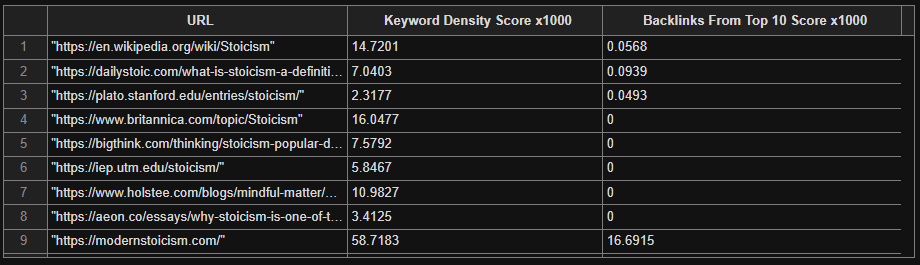 URL Keyword Density Score x1000 Backlinks From Top 10 Score x1000
1 "https://en.wikipedia.org/wiki/Stoicism" 14.7201 0.0568
2 "https://dailystoic.com/what-is-stoicism-a-definiti... 7.0403 0.0939
3 "https://plato.stanford.edu/entries/stoicism/" 2.3177 0.0493
4 "https://www.britannica.com/topic/Stoicism" 16.0477 0
5 "https://bigthink.com/thinking/stoicism-popular-d... 7.5792 0
6 "https://iep.utm.edu/stoicism/" 5.8467 0
7 "https://www.holstee.com/blogs/mindful-matter/... 10.9827 0
8 "https://aeon.co/essays/why-stoicism-is-one-of-t... 3.4125 0
9 "https://modernstoicism.com/" 58.7183 16.6915